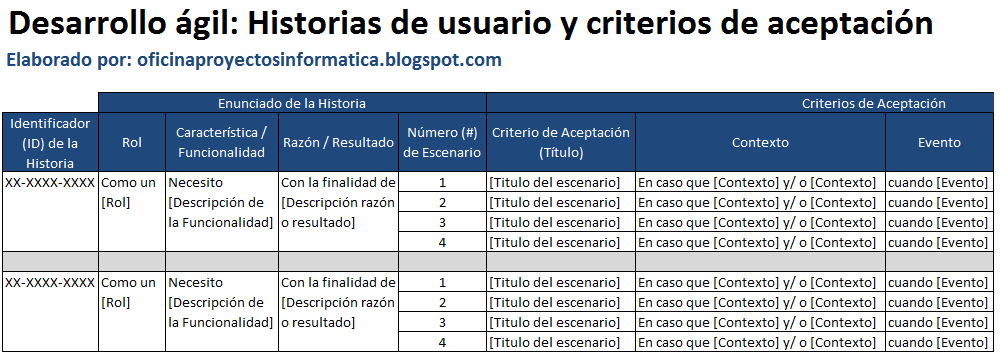 Desarrollo ágil: Historias de usuario y criterios de aceptación
Elaborado por: oficinaproyectosinformatica.blogspot.com
Enunciado de la Historia
Criterios de Aceptación
Identificador
(ID) de la
Historia
Rol
Característica /
Funcionalidad
Razón / Resultado
Número (#)
de Escenario
Criterio de Aceptación
(Título)
Contexto
Evento
XX-XXXX-XXXX
Como un
[Rol]
Necesito
[Descripción de
la Funcionalidad]
Con la finalidad de
[Descripción razón
o resultado]
1 [Titulo del escenario] En caso que [Contexto] y/ o [Contexto] cuando [Evento]
2 [Titulo del escenario] En caso que [Contexto] y/ o [Contexto] cuando [Evento]
3 [Titulo del escenario] En caso que [Contexto] y/ o [Contexto] cuando [Evento]
4 [Titulo del escenario] En caso que [Contexto] y/ o [Contexto] cuando [Evento]
XX-XXXX-XXXX
Como un
[Rol]
Necesito
[Descripción de
la Funcionalidad]
Con la finalidad de
[Descripción razón
o resultado]
1 [Titulo del escenario] En caso que [Contexto] y/ o [Contexto] cuando [Evento]
2 [Titulo del escenario] En caso que [Contexto] y/ o [Contexto] cuando [Evento]
3 [Titulo del escenario] En caso que [Contexto] y/ o [Contexto] cuando [Evento]
4 [Titulo del escenario] En caso que [Contexto] y/ o [Contexto] cuando [Evento]